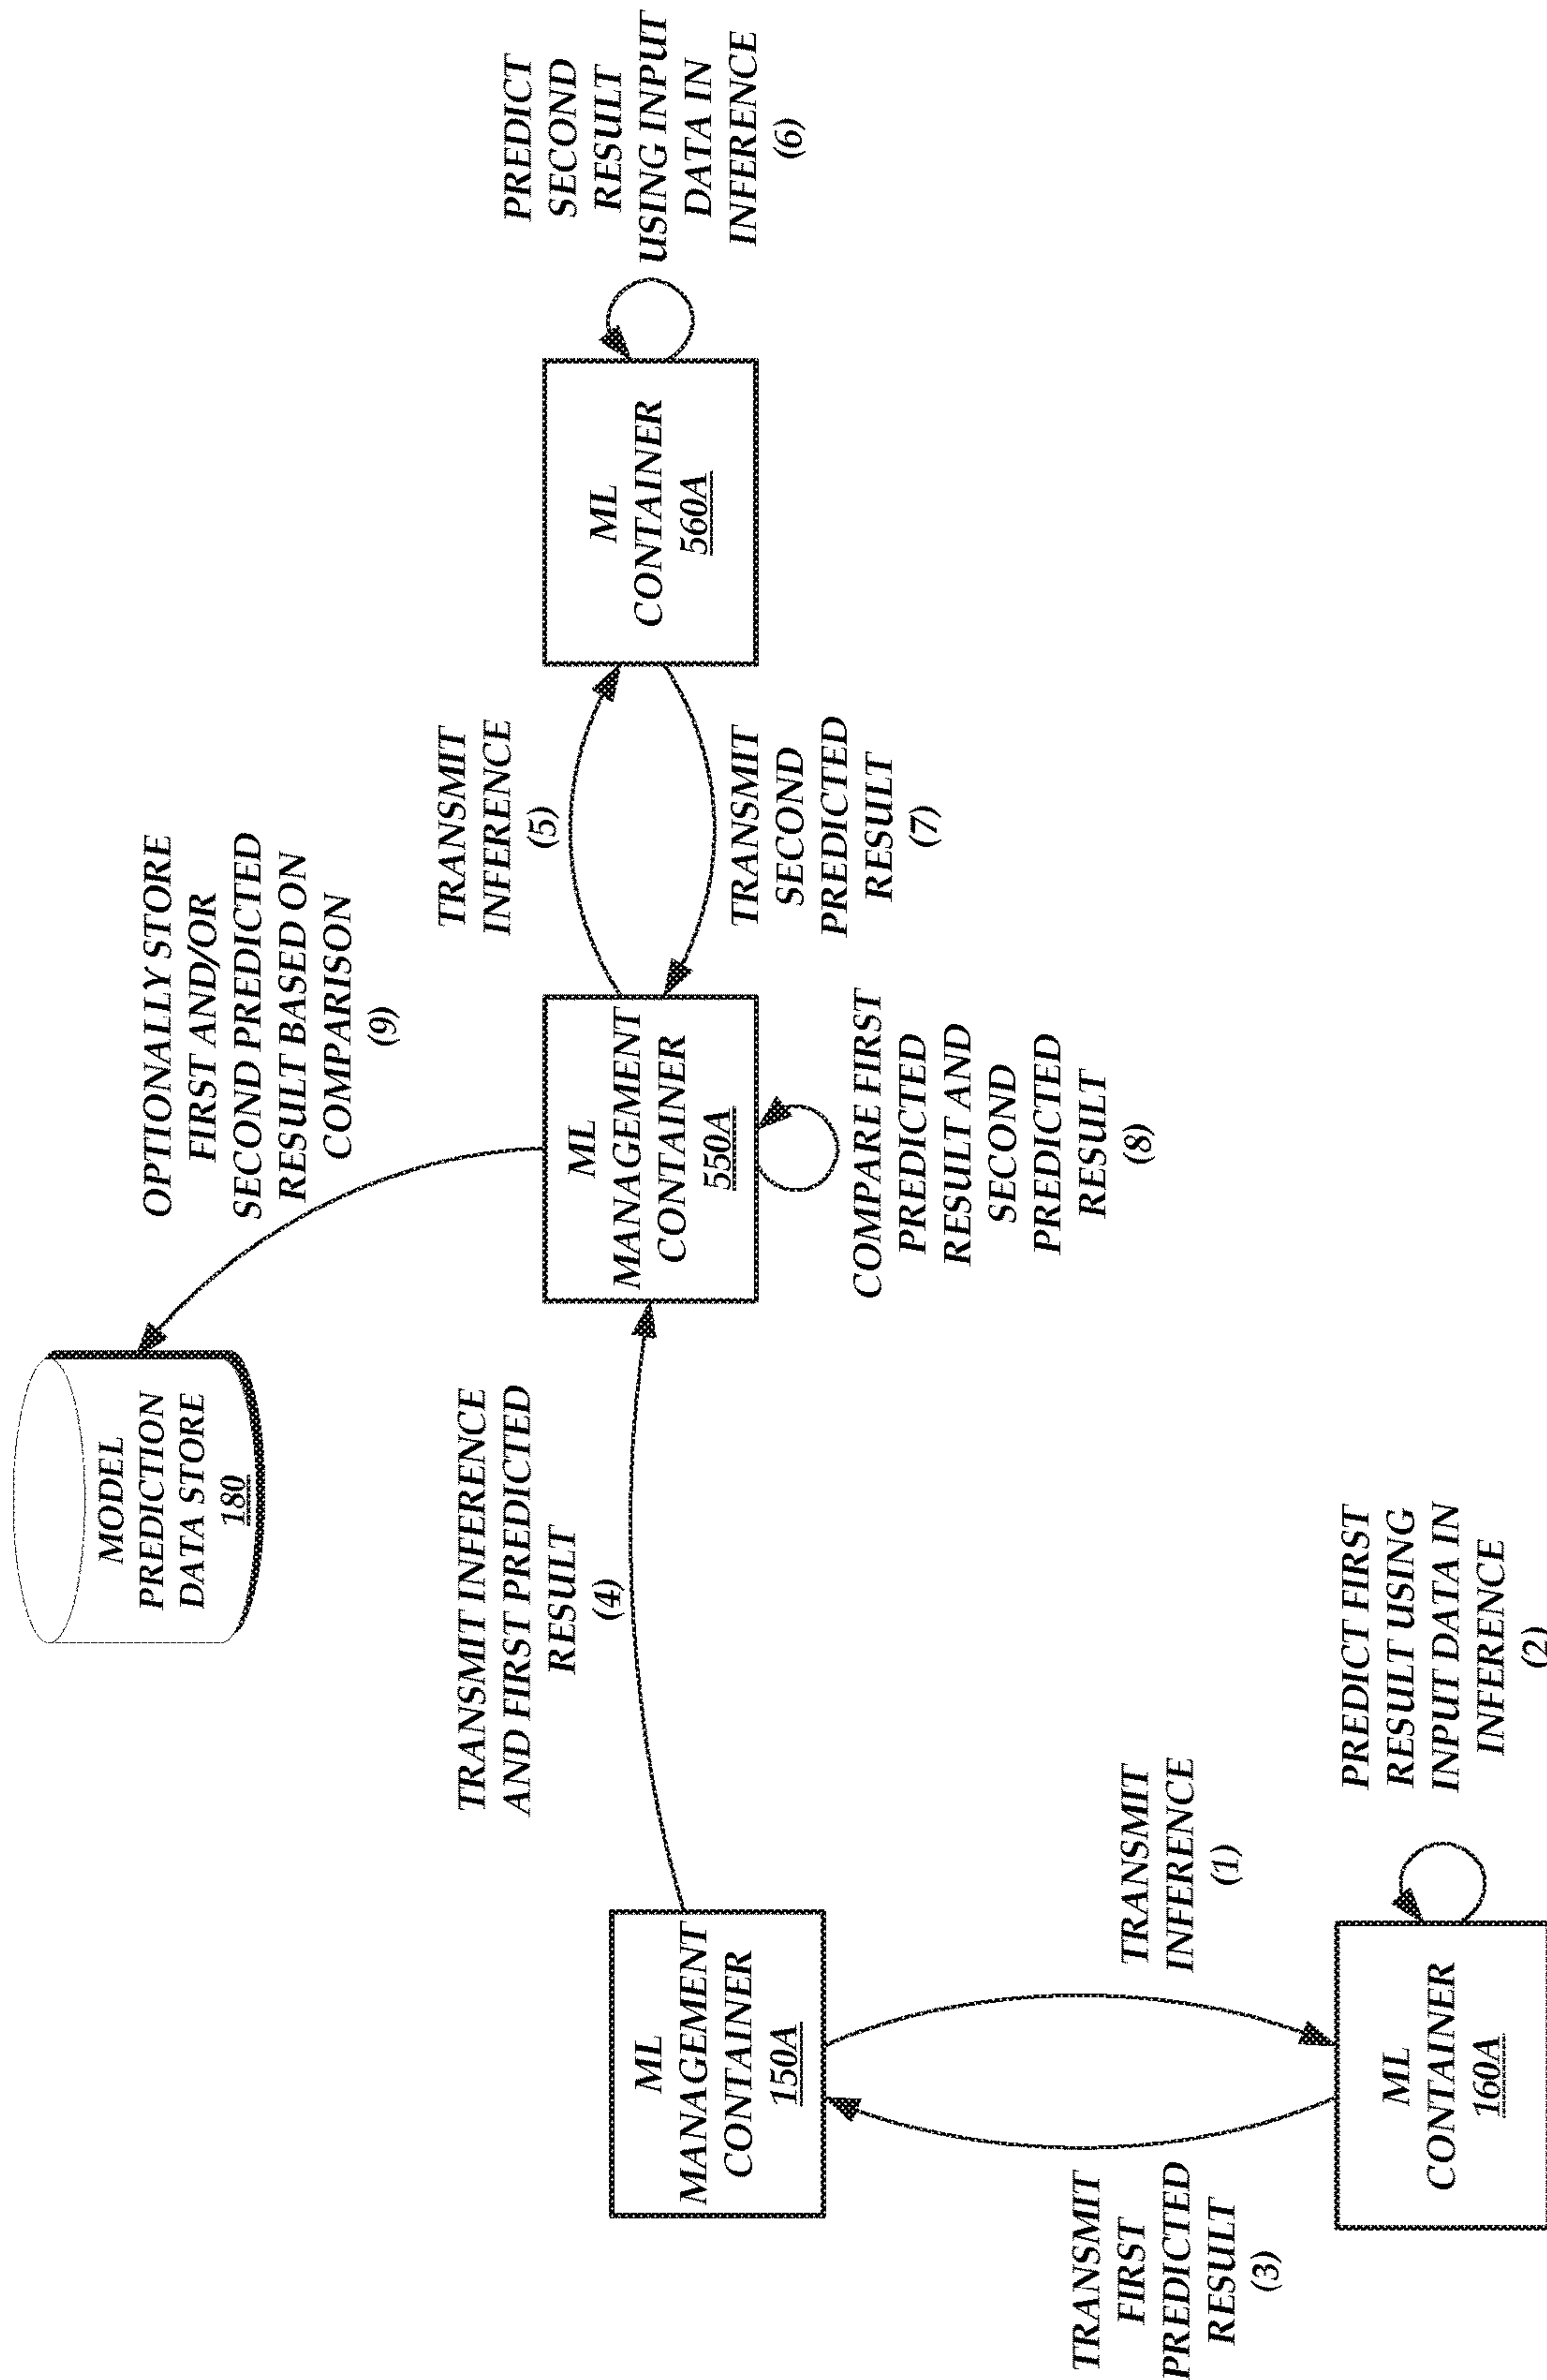 MODEL
PREDICTION
DATA STORE
180
OPTIONALLY STORE
FIRST AND/OR
SECOND PREDICTED
RESULT BASED ON
COMPARISON
(9)
TRANSMIT INFERENCE
AND FIRST PREDICTED
RESULT
(4)
TRANSMIT
INFERENCE
(5)
PREDICT
SECOND
RESULT
USING INPUT
DATA IN
INFERENCE
(6)
ML
MANAGEMENT
CONTAINER
150A
ML
MANAGEMENT
CONTAINER
550A
ML
CONTAINER
560A
TRANSMIT
SECOND
PREDICTED
RESULT
(7)
COMPARE FIRST
PREDICTED
RESULT AND
SECOND
PREDICTED
RESULT
(8)
TRANSMIT
FIRST
PREDICTED
RESULT
(3)
TRANSMIT
INFERENCE
(1)
ML
CONTAINER
160A
PREDICT FIRST
RESULT USING
INPUT DATA IN
INFERENCE
(2)